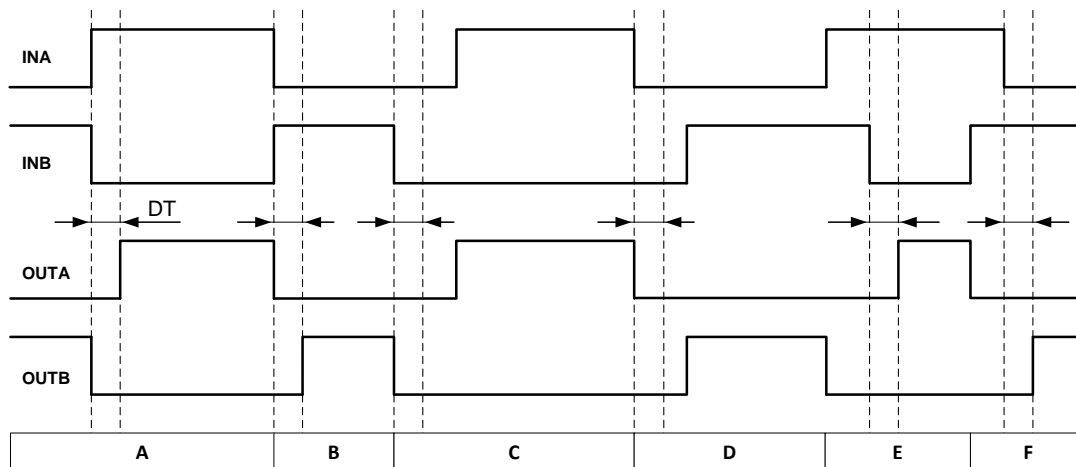 INA
INB
DT
OUTA
OUTB
A B C D E F